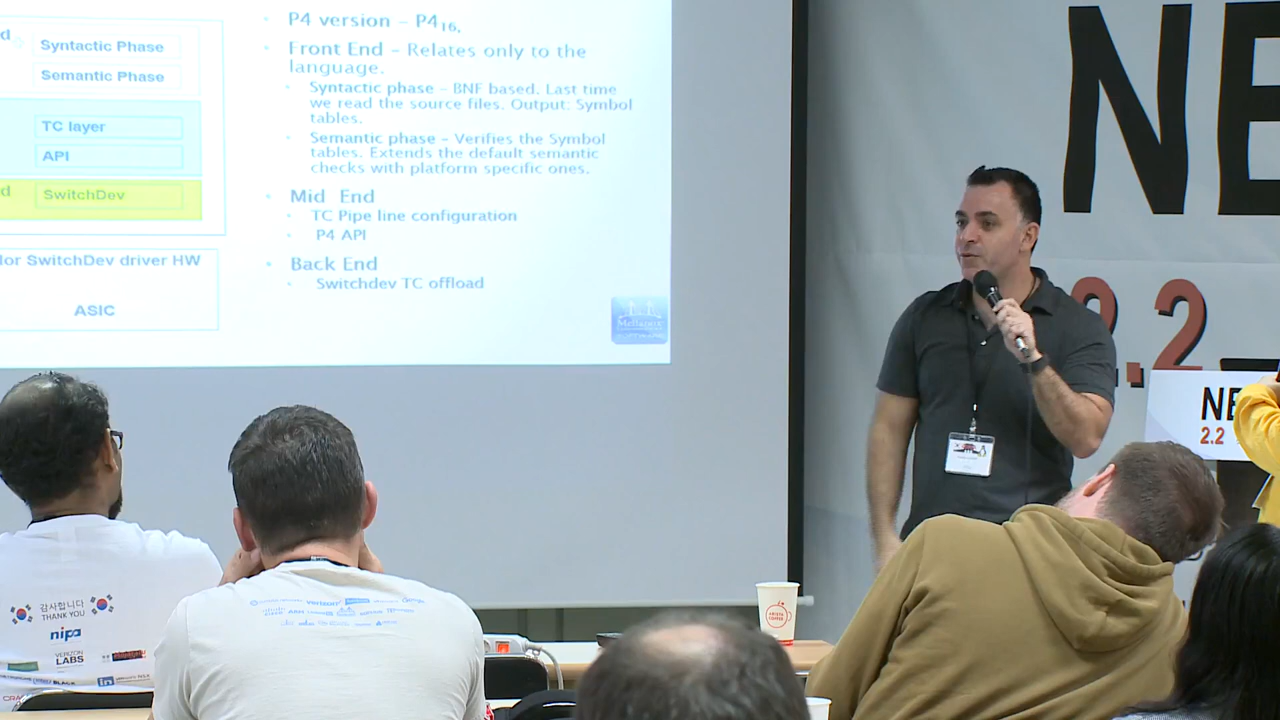 Syntactic Phase
Semantic Phase
TC layer
API
SwitchDev
SwitchDev driver HW
ASIC
P4 version – P4₁₆,
Front End – Relates only to the
language.
Syntactic phase – BNF based. Last time
we read the source files. Output: Symbol
tables.
Semantic phase – Verifies the Symbol
tables. Extends the default semantic
checks with platform specific ones.
Mid End
TC Pipe line configuration
P4 API
Back End
Switchdev TC offload
Mellanox
NE
2.2
NE
2.2
감사합니다
THANK YOU
nipa
VERIZON
LABS
in
verizon
COFFEE